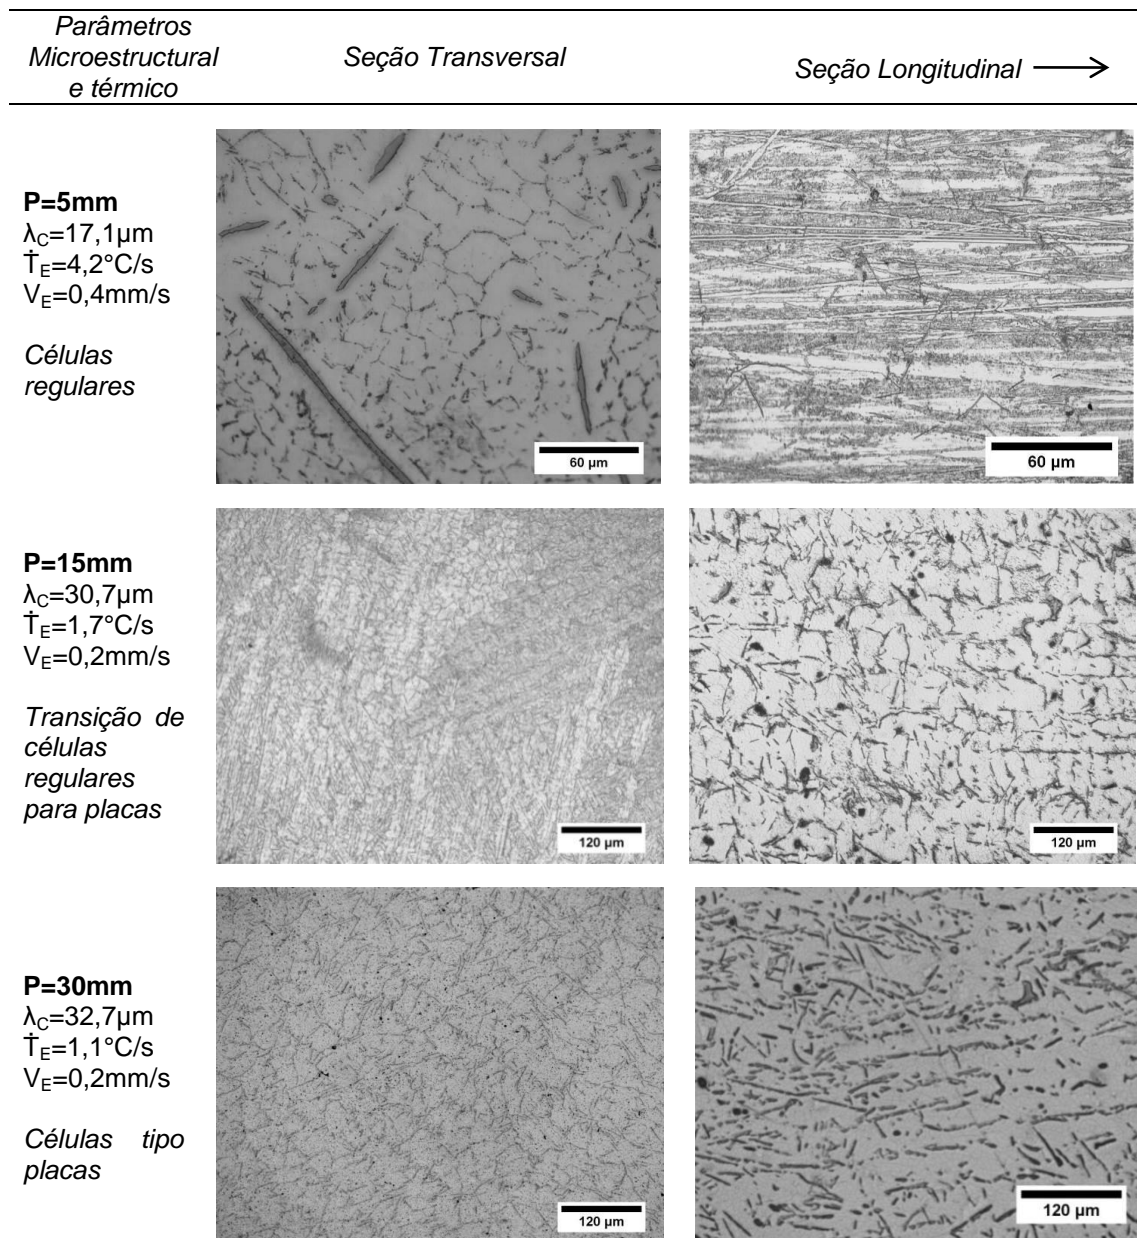 Parâmetros
Microestructural
e térmico
Seção Transversal
Seção Longitudinal
P=5mm
λC=17,1µm
ṪE=4,2°C/s
VE=0,4mm/s
Células
regulares
60 µm
60 µm
P=15mm
λC=30,7µm
ṪE=1,7°C/s
VE=0,2mm/s
Transição de
células
regulares
para placas
120 µm
120 µm
P=30mm
λC=32,7µm
ṪE=1,1°C/s
VE=0,2mm/s
Células tipo
placas
120 µm
120 µm